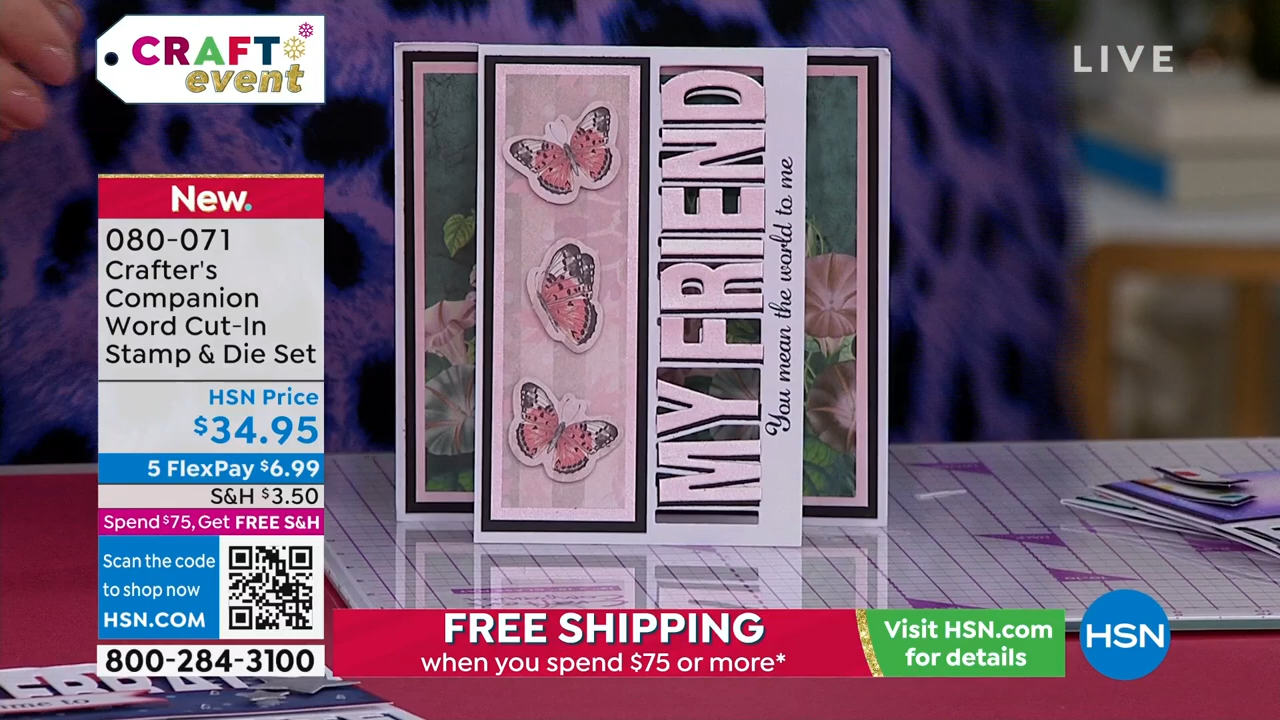 CRAFT
event
LIVE
New.
080-071
Crafter's
Companion
Word Cut-In
Stamp & Die Set
HSN Price
$34.95
5 FlexPay $6.99
S&H $3.50
Spend $75, Get FREE S&H
Scan the code
to shop now
HSN.COM
800-284-3100
MY FRIEND
You mean the world to me
FREE SHIPPING
when you spend $75 or more*
Visit HSN.com
for details
HSN